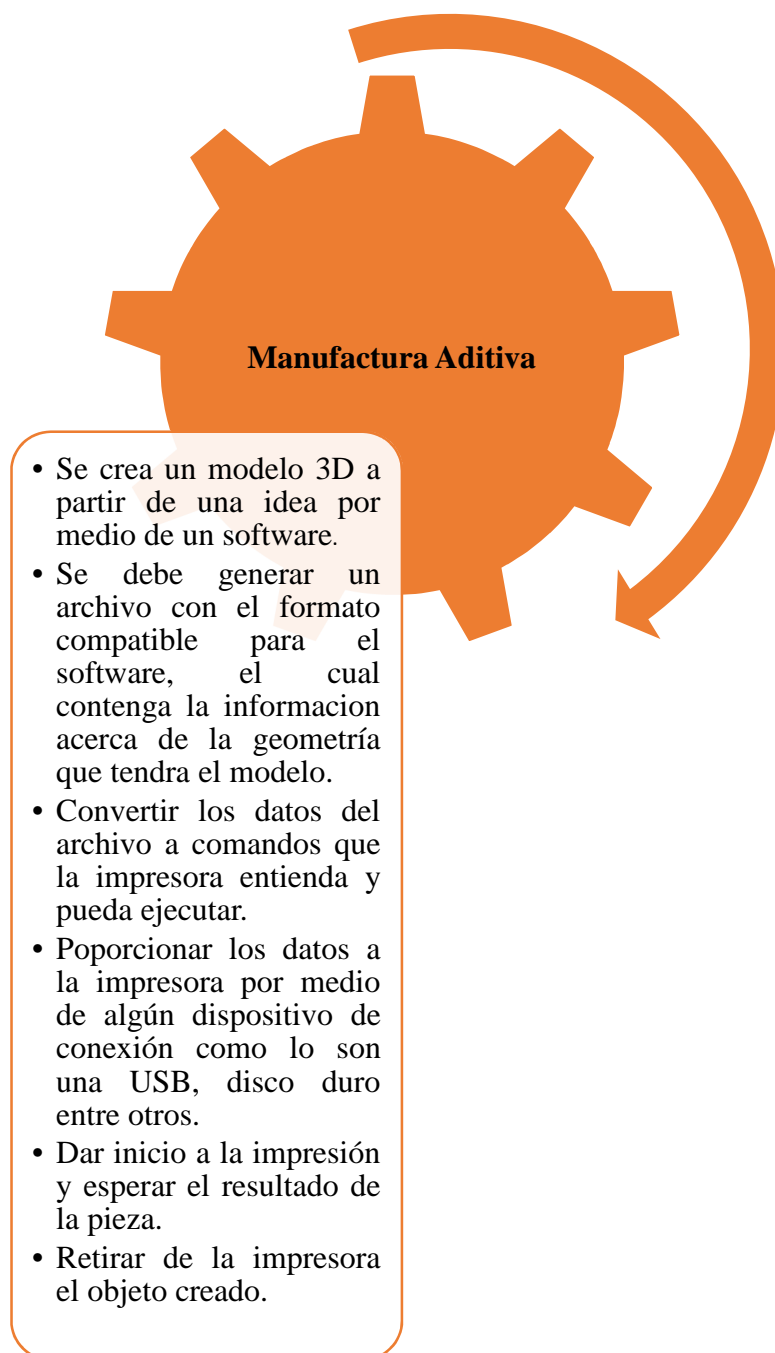 Manufactura Aditiva
• Se crea un modelo 3D a
partir de una idea por
medio de un software.
• Se debe generar un
archivo con el formato
compatible para el
software, el cual
contenga la informacion
acerca de la geometría
que tendra el modelo.
• Convertir los datos del
archivo a comandos que
la impresora entienda y
pueda ejecutar.
• Poporcionar los datos a
la impresora por medio
de algún dispositivo de
conexión como lo son
una USB, disco duro
entre otros.
• Dar inicio a la impresión
y esperar el resultado de
la pieza.
• Retirar de la impresora
el objeto creado.